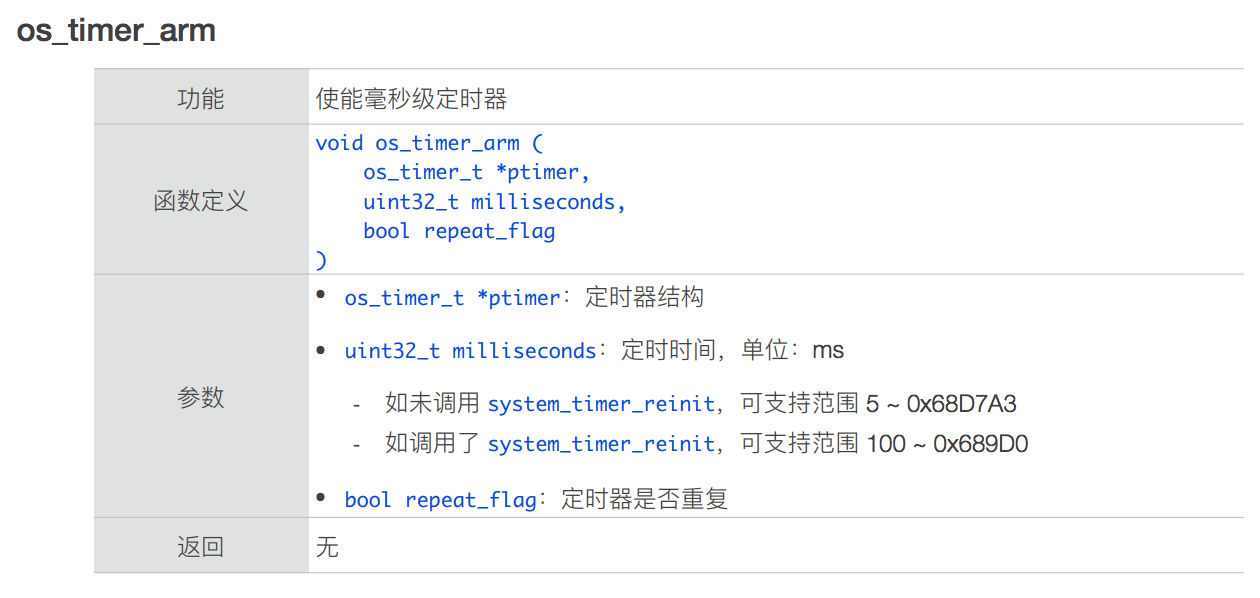 os_timer_arm
功能
使能毫秒级定时器
函数定义
void os_timer_arm (
os_timer_t *ptimer,
uint32_t milliseconds,
bool repeat_flag
)
参数
• os_timer_t *ptimer：定时器结构
• uint32_t milliseconds：定时时间，单位：ms
- 如未调用 system_timer_reinit，可支持范围 5 ~ 0x68D7A3
- 如调用了 system_timer_reinit，可支持范围 100 ~ 0x689D0
• bool repeat_flag：定时器是否重复
返回
无